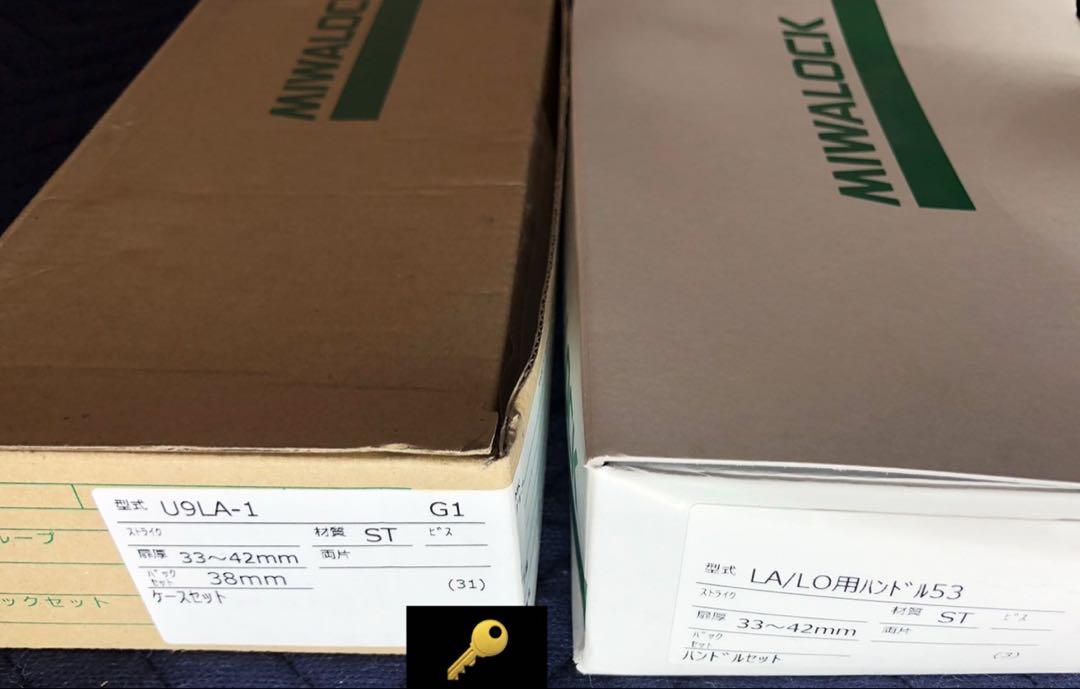 MIWALOCK
型式 U9LA-1 G1
ストライク 材質 ST ビス
扉厚 33～42mm 両片
バックセット 38mm
ケースセット (31)
ループ
ックセット
MIWALOCK
型式 LA/LO用ハンドル53
ストライク 材質 ST ビス
扉厚 33～42mm 両片
バックセット
ハンドルセット (3)